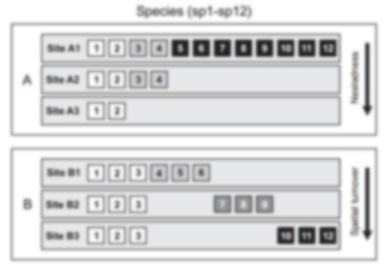 Species (sp1-sp12)
A
Site A1 1 2 3 4 5 6 7 8 9 10 11 12
Site A2 1 2 3 4
Site A3 1 2
Nestedness
B
Site B1 1 2 3 4 5 6
Site B2 1 2 3 7 8 9
Site B3 1 2 3 10 11 12
Spatial turnover